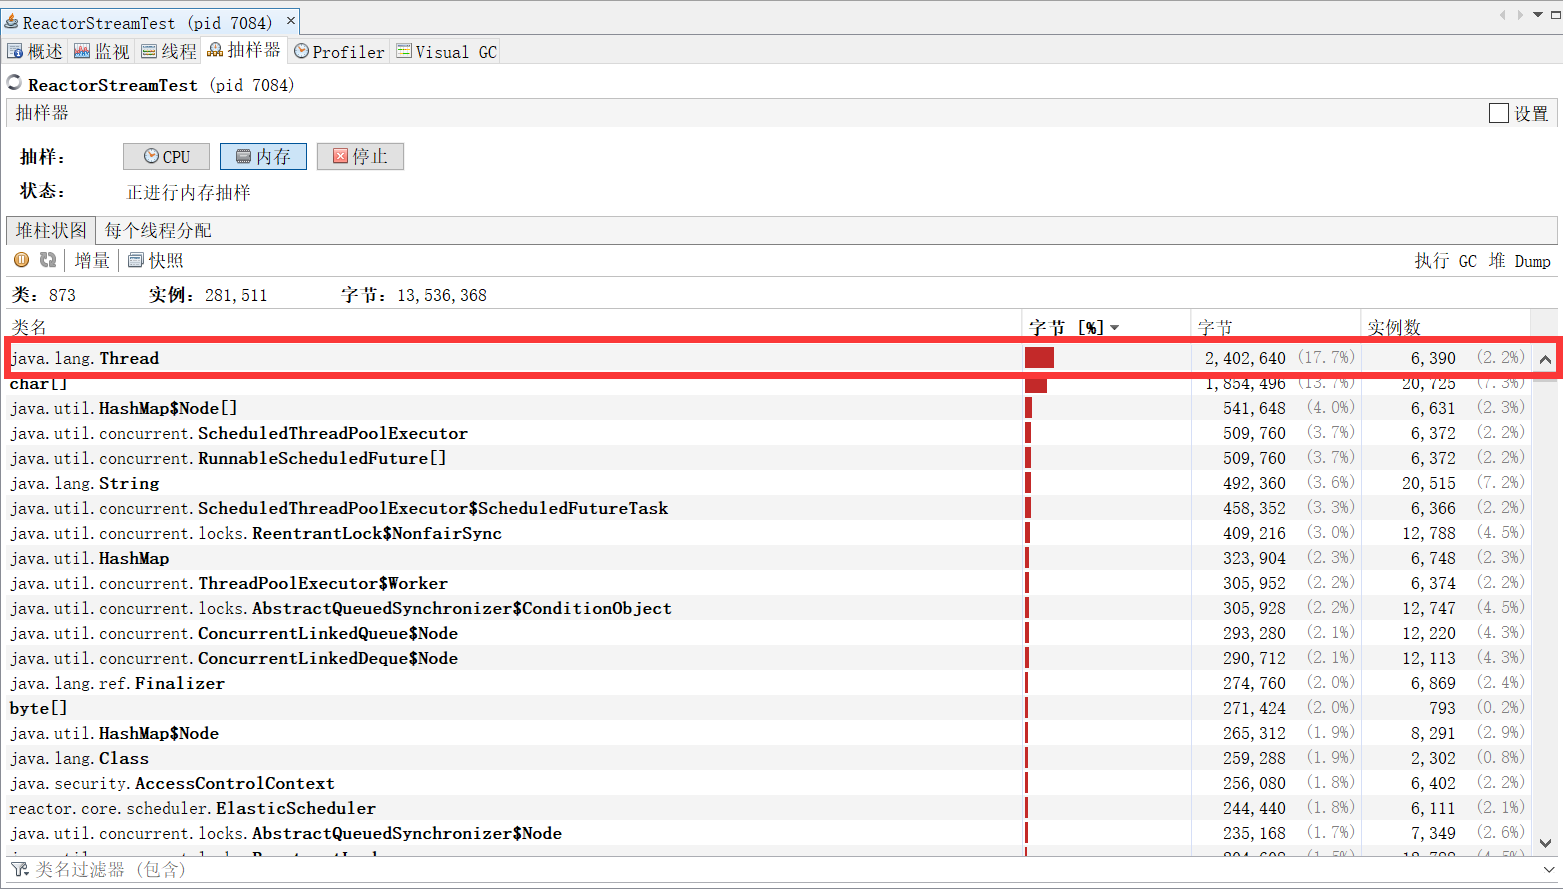 ReactorStreamTest (pid 7084)
概述 监视 线程 抽样器 Profiler Visual GC
ReactorStreamTest (pid 7084)
抽样器 设置
抽样: CPU 内存 停止
状态: 正进行内存抽样
堆柱状图 每个线程分配
增量 快照 执行 GC 堆 Dump
类: 873 实例: 281,511 字节: 13,536,368
类名 字节 [%] 字节 实例数
java.lang.Thread 2,402,640 (17.7%) 6,390 (2.2%)
char[] 1,854,496 (13.7%) 20,725 (7.3%)
java.util.HashMap$Node[] 541,648 (4.0%) 6,631 (2.3%)
java.util.concurrent.ScheduledThreadPoolExecutor 509,760 (3.7%) 6,372 (2.2%)
java.util.concurrent.RunnableScheduledFuture[] 509,760 (3.7%) 6,372 (2.2%)
java.lang.String 492,360 (3.6%) 20,515 (7.2%)
java.util.concurrent.ScheduledThreadPoolExecutor$ScheduledFutureTask 458,352 (3.3%) 6,366 (2.2%)
java.util.concurrent.locks.ReentrantLock$NonfairSync 409,216 (3.0%) 12,788 (4.5%)
java.util.HashMap 323,904 (2.3%) 6,748 (2.3%)
java.util.concurrent.ThreadPoolExecutor$Worker 305,952 (2.2%) 6,374 (2.2%)
java.util.concurrent.locks.AbstractQueuedSynchronizer$ConditionObject 305,928 (2.2%) 12,747 (4.5%)
java.util.concurrent.ConcurrentLinkedQueue$Node 293,280 (2.1%) 12,220 (4.3%)
java.util.concurrent.ConcurrentLinkedDeque$Node 290,712 (2.1%) 12,113 (4.3%)
java.lang.ref.Finalizer 274,760 (2.0%) 6,869 (2.4%)
byte[] 271,424 (2.0%) 793 (0.2%)
java.util.HashMap$Node 265,312 (1.9%) 8,291 (2.9%)
java.lang.Class 259,288 (1.9%) 2,302 (0.8%)
java.security.AccessControlContext 256,080 (1.8%) 6,402 (2.2%)
reactor.core.scheduler.ElasticScheduler 244,440 (1.8%) 6,111 (2.1%)
java.util.concurrent.locks.AbstractQueuedSynchronizer$Node 235,168 (1.7%) 7,349 (2.6%)
类名过滤器 (包含)